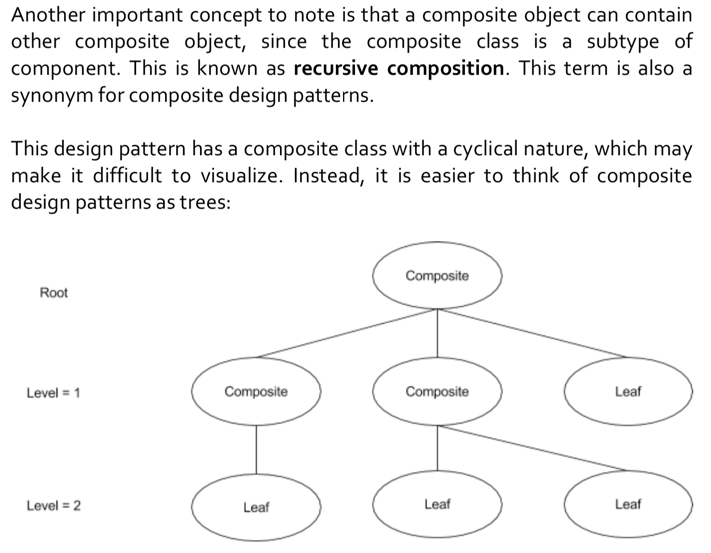 Another important concept to note is that a composite object can contain
other composite object, since the composite class is a subtype of
component. This is known as recursive composition. This term is also a
synonym for composite design patterns.
This design pattern has a composite class with a cyclical nature, which may
make it difficult to visualize. Instead, it is easier to think of composite
design patterns as trees:
Root
Composite
Level = 1
Composite
Composite
Leaf
Level = 2
Leaf
Leaf
Leaf